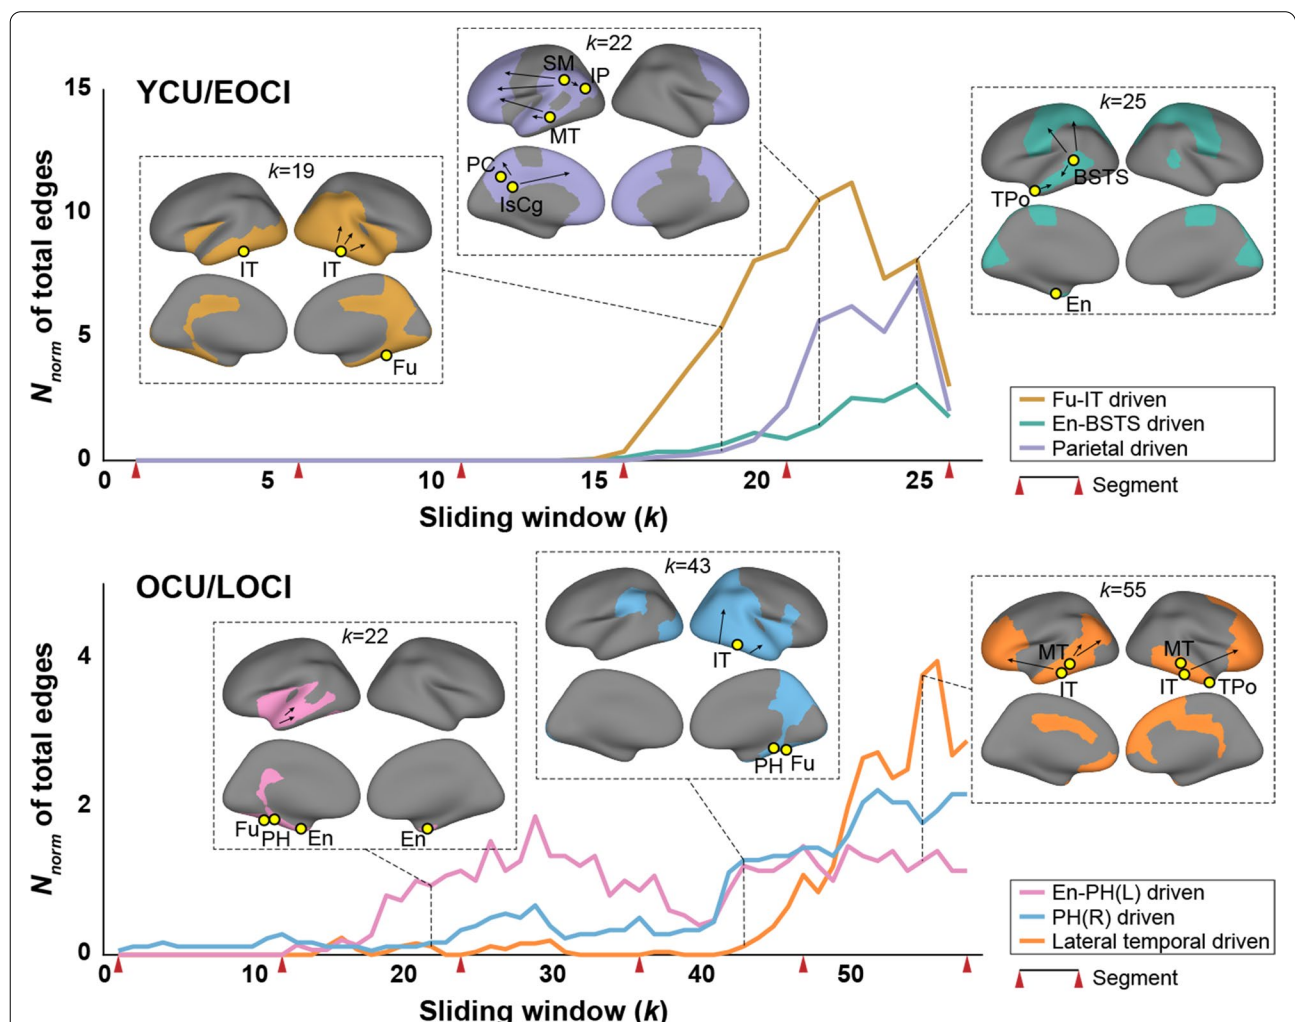 YCU/EOCI
N_norm of total edges
15
10
5
0
k=19
IT
IT
Fu
k=22
SM
IP
MT
PC
IsCg
k=25
BSTS
TPo
En
Fu-IT driven
En-BSTS driven
Parietal driven
Segment
0 5 10 15 20 25
Sliding window (k)
OCU/LOCI
N_norm of total edges
4
2
0
k=22
Fu
PH
En
En
k=43
IT
PH
Fu
k=55
MT
IT
MT
IT
TPo
En-PH(L) driven
PH(R) driven
Lateral temporal driven
Segment
0 10 20 30 40 50
Sliding window (k)